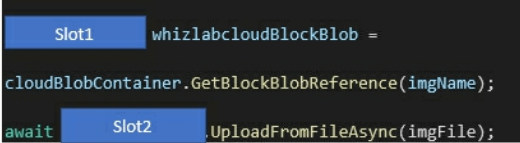 Slot1 whizlabcloudBlockBlob =
cloudBlobContainer.GetBlockBlobReference(imgName);
await Slot2 .UploadFromFileAsync(imgFile);